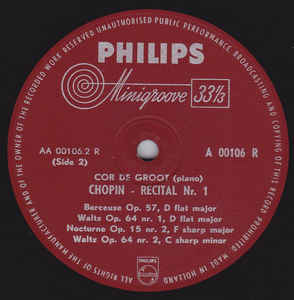 ALL RIGHTS OF THE MANUFACTURER AND OF THE OWNER OF THE RECORDED WORK RESERVED UNAUTHORISED PUBLIC PERFORMANCE, BROADCASTING AND COPYING OF THIS RECORD PROHIBITED MADE IN HOLLAND
PHILIPS
Minigroove 33⅓
AA 00106.2 R
(Side 2)
A 00106 R
COR DE GROOT (piano)
CHOPIN - RECITAL Nr. 1
Berceuse Op. 57, D flat major
Waltz Op. 64 nr. 1, D flat major
Nocturne Op. 15 nr. 2, F sharp major
Waltz Op. 64 nr. 2, C sharp minor
PHILIPS